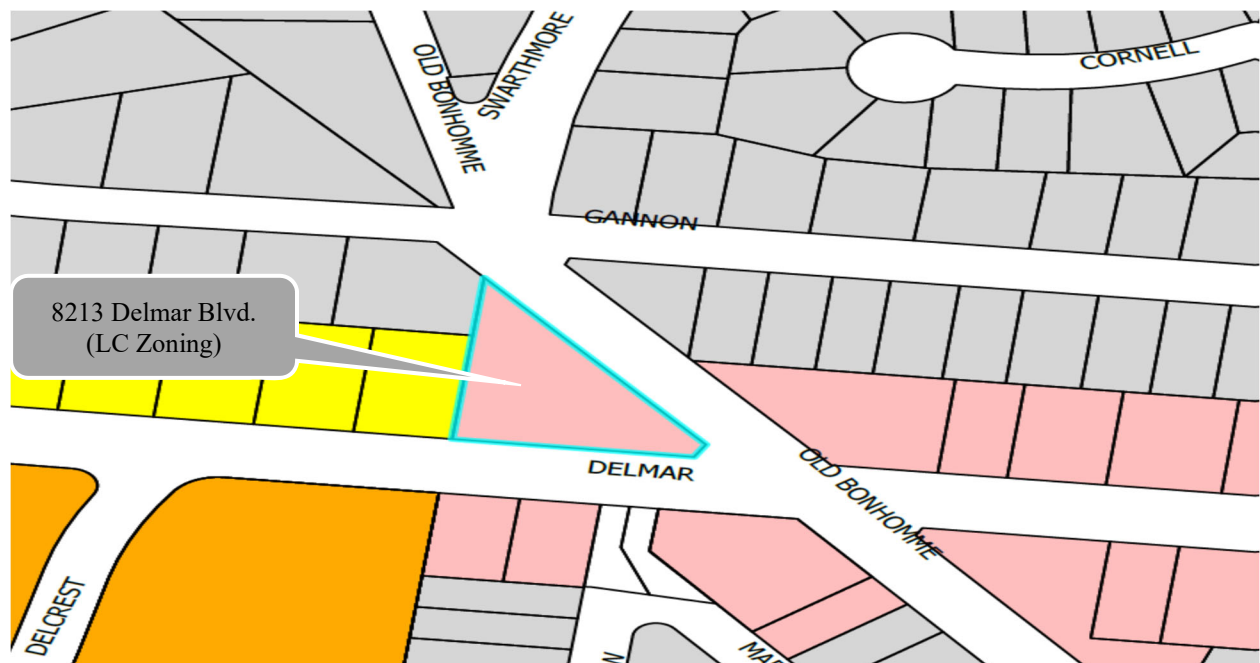 OLD BONHOMME
SWARTHMORE
CORNELL
GANNON
8213 Delmar Blvd.
(LC Zoning)
DELMAR
OLD BONHOMME
DELCREST